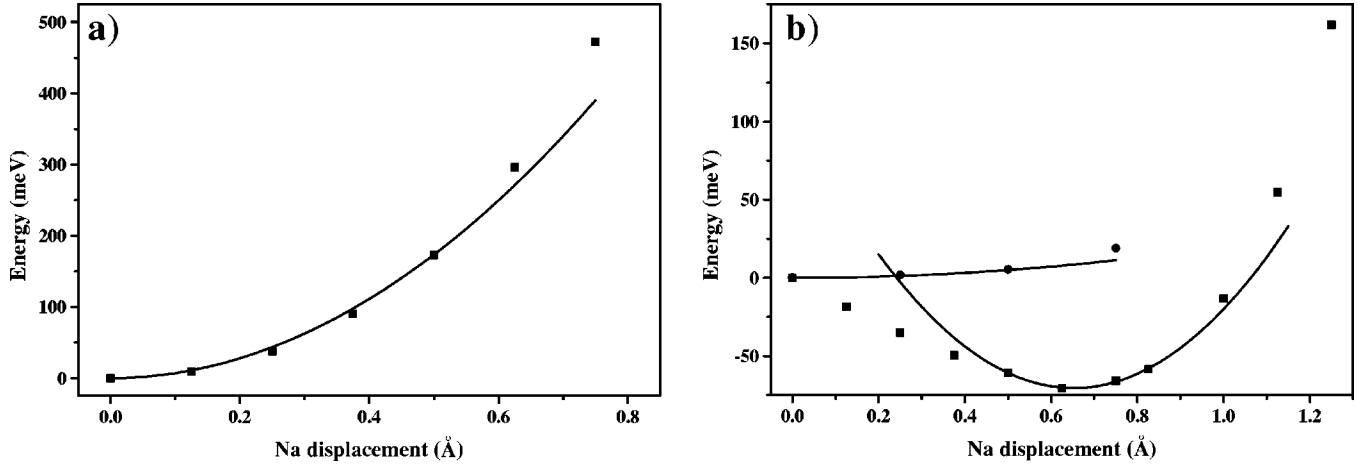 a)
500
400
300
200
100
0
Energy (meV)
0.0 0.2 0.4 0.6 0.8
Na displacement (Å)
b)
150
100
50
0
-50
Energy (meV)
0.0 0.2 0.4 0.6 0.8 1.0 1.2
Na displacement (Å)